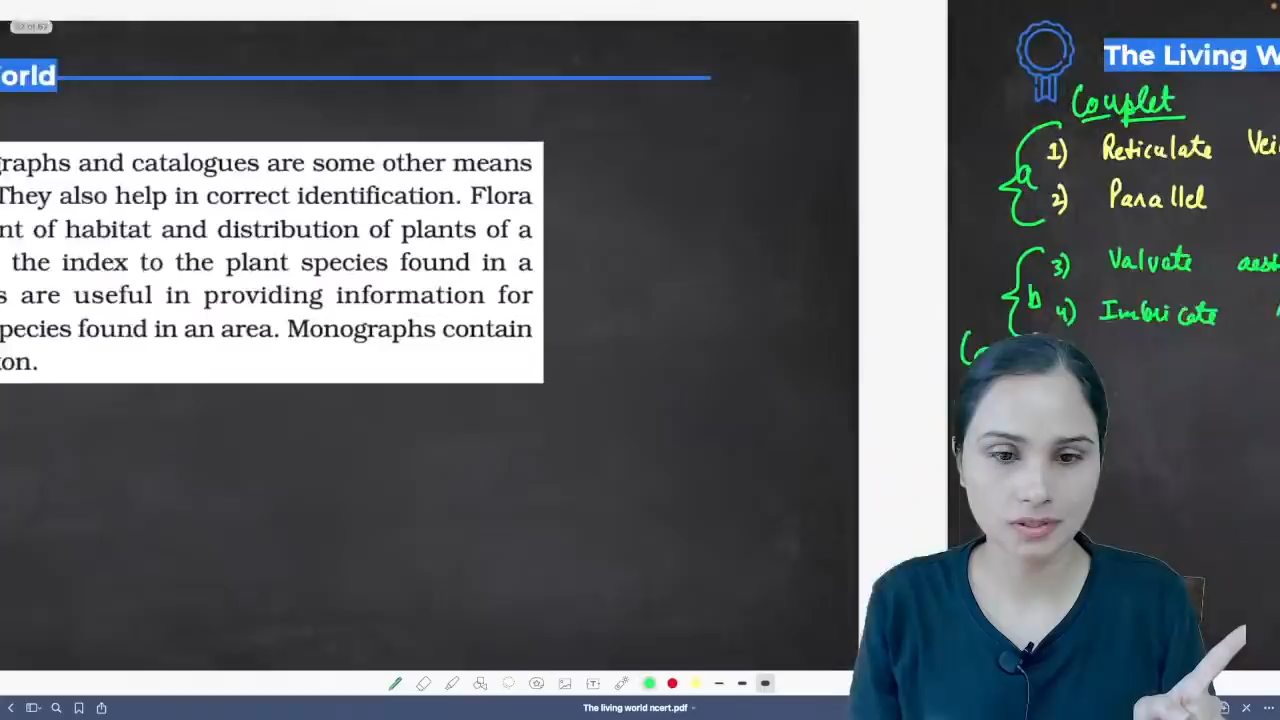 orld
graphs and catalogues are some other means
They also help in correct identification. Flora
nt of habitat and distribution of plants of a
the index to the plant species found in a
s are useful in providing information for
species found in an area. Monographs contain
on.
The Living W
Couplet
a
1) Reticulate Vei
2) Parallel
b
3) Valvate aest
4) Imbricate
The living world ncert.pdf